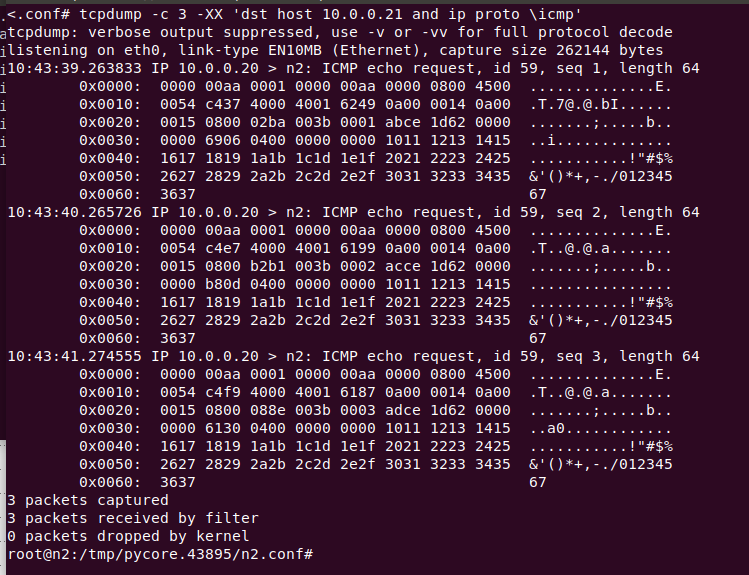 <.conf# tcpdump -c 3 -XX 'dst host 10.0.0.21 and ip proto \icmp'
tcpdump: verbose output suppressed, use -v or -vv for full protocol decode
listening on eth0, link-type EN10MB (Ethernet), capture size 262144 bytes
10:43:39.263833 IP 10.0.0.20 > n2: ICMP echo request, id 59, seq 1, length 64
        0x0000:  0000 00aa 0001 0000 00aa 0000 0800 4500  ..............E.
        0x0010:  0054 c437 4000 4001 6249 0a00 0014 0a00  .T.7@.@.bI......
        0x0020:  0015 0800 02ba 003b 0001 abce 1d62 0000  .......;.....b..
        0x0030:  0000 6906 0400 0000 0000 1011 1213 1415  ..i.............
        0x0040:  1617 1819 1a1b 1c1d 1e1f 2021 2223 2425  ...........!"#$%
        0x0050:  2627 2829 2a2b 2c2d 2e2f 3031 3233 3435  &'()*+,-./012345
        0x0060:  3637                                     67
10:43:40.265726 IP 10.0.0.20 > n2: ICMP echo request, id 59, seq 2, length 64
        0x0000:  0000 00aa 0001 0000 00aa 0000 0800 4500  ..............E.
        0x0010:  0054 c4e7 4000 4001 6199 0a00 0014 0a00  .T..@.@.a.......
        0x0020:  0015 0800 b2b1 003b 0002 acce 1d62 0000  .......;.....b..
        0x0030:  0000 b80d 0400 0000 0000 1011 1213 1415  ................
        0x0040:  1617 1819 1a1b 1c1d 1e1f 2021 2223 2425  ...........!"#$%
        0x0050:  2627 2829 2a2b 2c2d 2e2f 3031 3233 3435  &'()*+,-./012345
        0x0060:  3637                                     67
10:43:41.274555 IP 10.0.0.20 > n2: ICMP echo request, id 59, seq 3, length 64
        0x0000:  0000 00aa 0001 0000 00aa 0000 0800 4500  ..............E.
        0x0010:  0054 c4f9 4000 4001 6187 0a00 0014 0a00  .T..@.@.a.......
        0x0020:  0015 0800 088e 003b 0003 adce 1d62 0000  .......;.....b..
        0x0030:  0000 6130 0400 0000 0000 1011 1213 1415  ..a0............
        0x0040:  1617 1819 1a1b 1c1d 1e1f 2021 2223 2425  ...........!"#$%
        0x0050:  2627 2829 2a2b 2c2d 2e2f 3031 3233 3435  &'()*+,-./012345
        0x0060:  3637                                     67
3 packets captured
3 packets received by filter
0 packets dropped by kernel
root@n2:/tmp/pycore.43895/n2.conf#